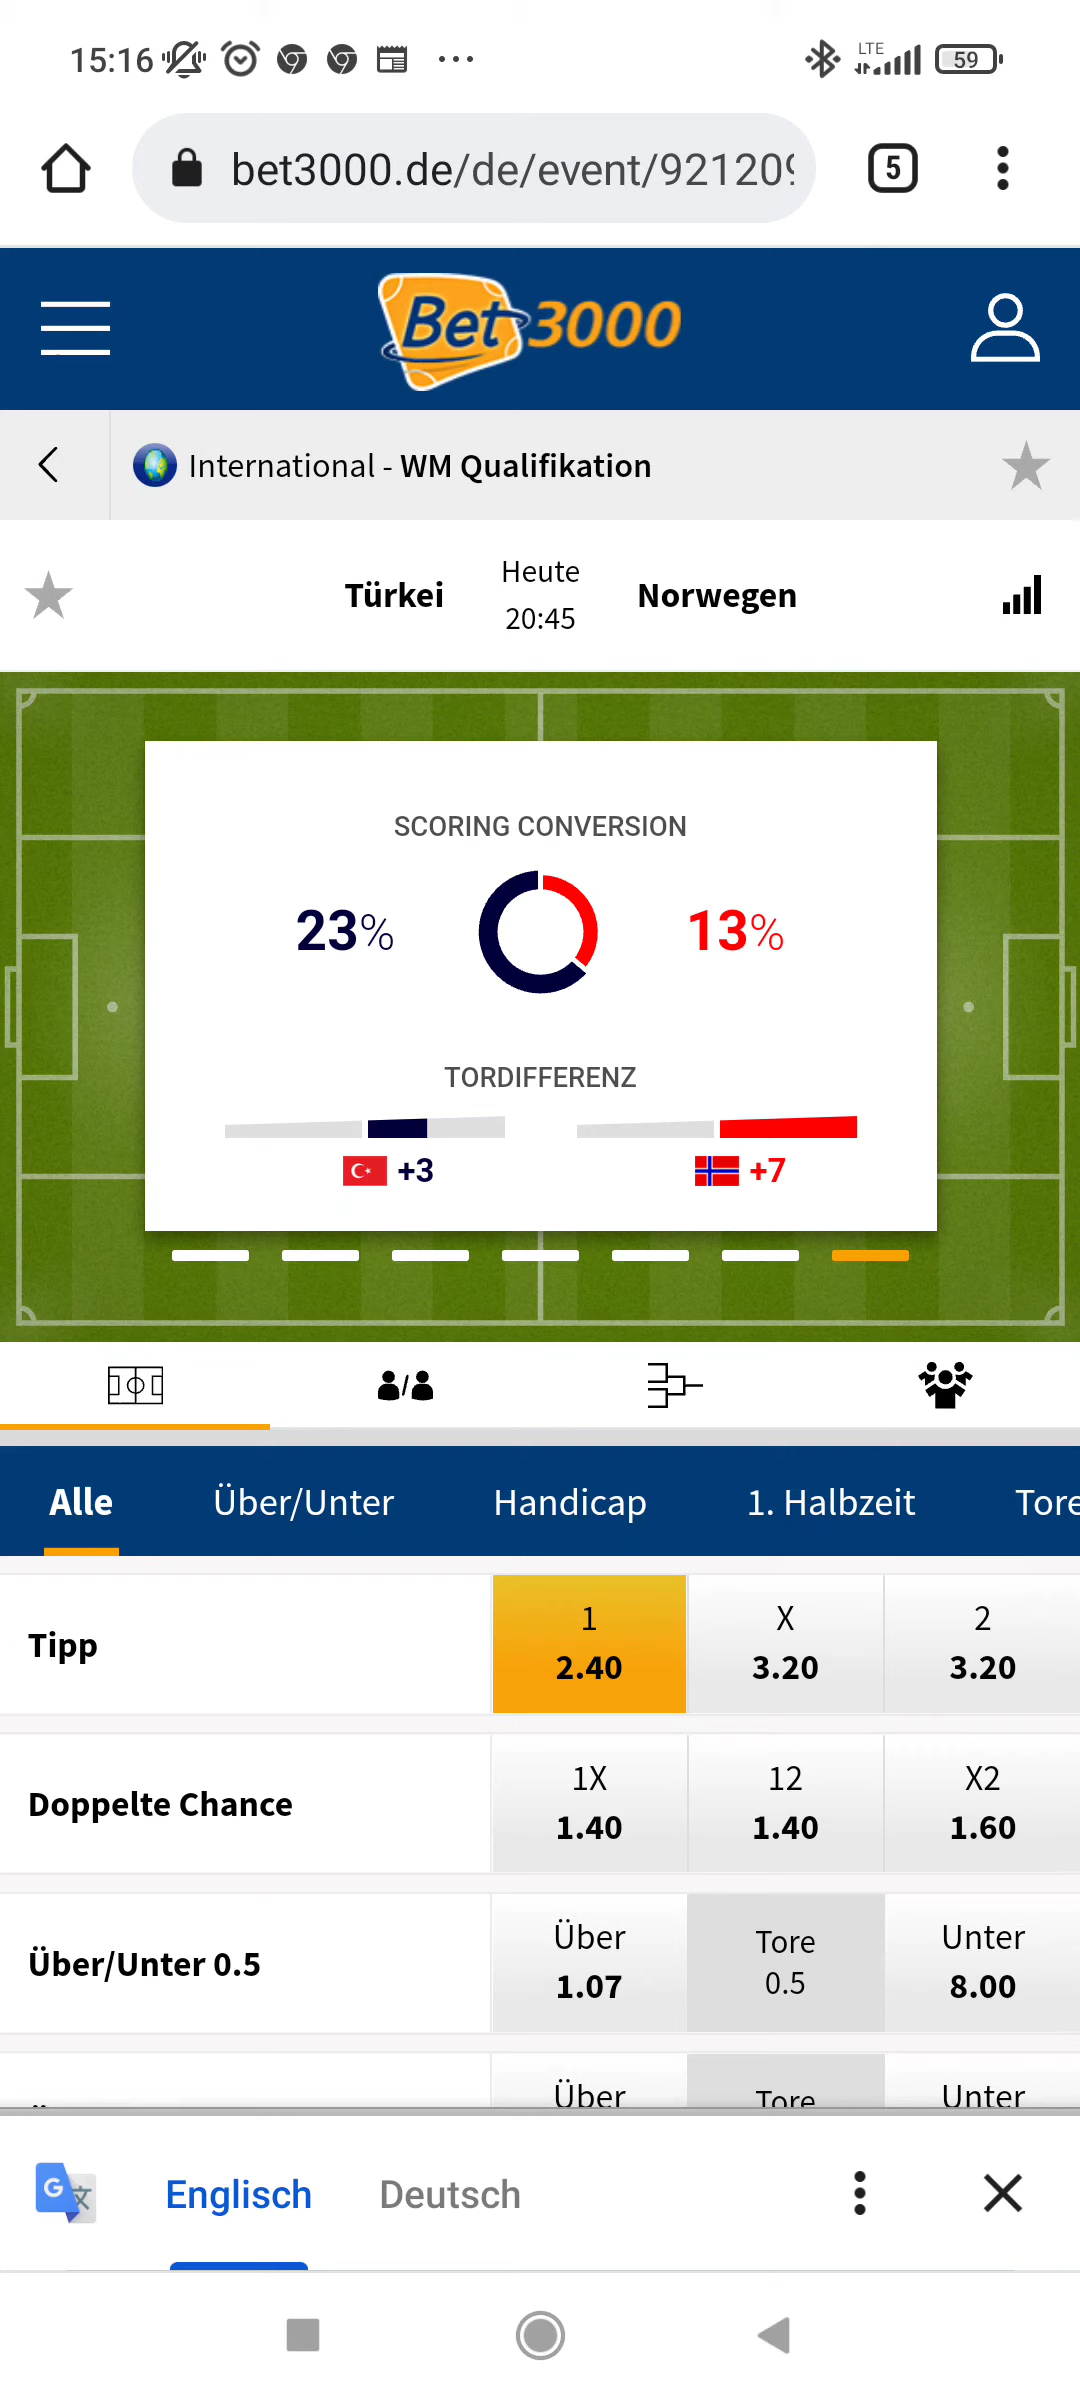 15:16 LTE 59
bet3000.de/de/event/921209
5
Bet3000
International - WM Qualifikation
Türkei
Heute
20:45
Norwegen
SCORING CONVERSION
23%
13%
TORDIFFERENZ
+3
+7
Alle Über/Unter Handicap 1. Halbzeit Tore
Tipp
1 X 2
2.40 3.20 3.20
Doppelte Chance
1X 12 X2
1.40 1.40 1.60
Über/Unter 0.5
Über Tore Unter
1.07 0.5 8.00
Über Tore Unter
Englisch Deutsch